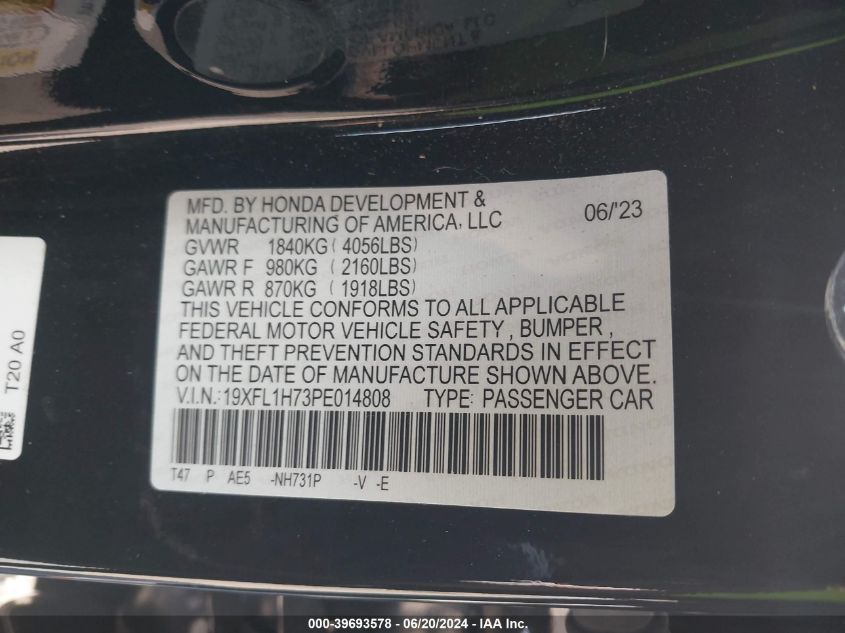 MFD. BY HONDA DEVELOPMENT &
MANUFACTURING OF AMERICA, LLC 06/'23
GVWR 1840KG ( 4056LBS)
GAWR F 980KG ( 2160LBS)
GAWR R 870KG ( 1918LBS)
THIS VEHICLE CONFORMS TO ALL APPLICABLE
FEDERAL MOTOR VEHICLE SAFETY, BUMPER,
AND THEFT PREVENTION STANDARDS IN EFFECT
ON THE DATE OF MANUFACTURE SHOWN ABOVE.
V.I.N.:19XFL1H73PE014808 TYPE: PASSENGER CAR
T47 P AE5 -NH731P -V -E
T20 A0
000-39693578 - 06/20/2024 - IAA Inc.